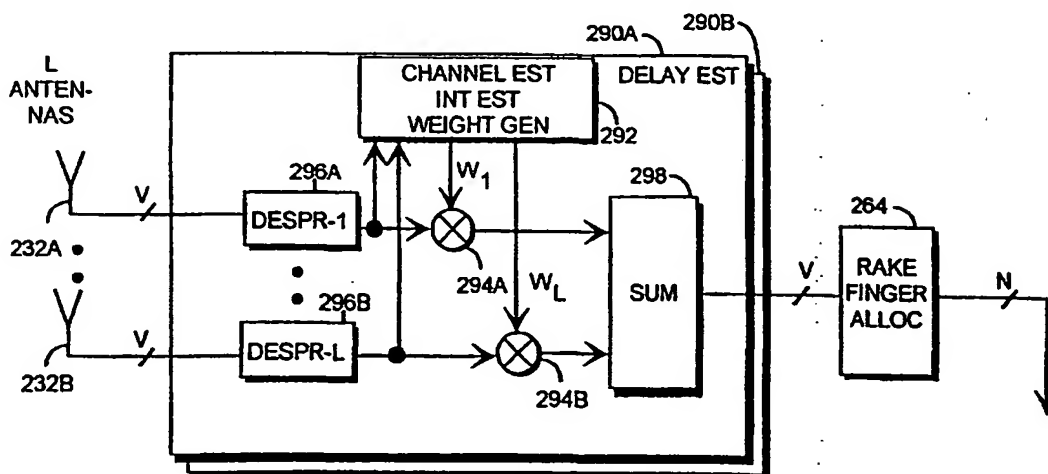 290B
290A
L
ANTEN-
NAS
CHANNEL EST
INT EST
WEIGHT GEN
DELAY EST
292
V
296A
DESPR-1
W1
298
264
232A
294A
SUM
V
RAKE
FINGER
ALLOC
N
V
296B
DESPR-L
WL
232B
294B